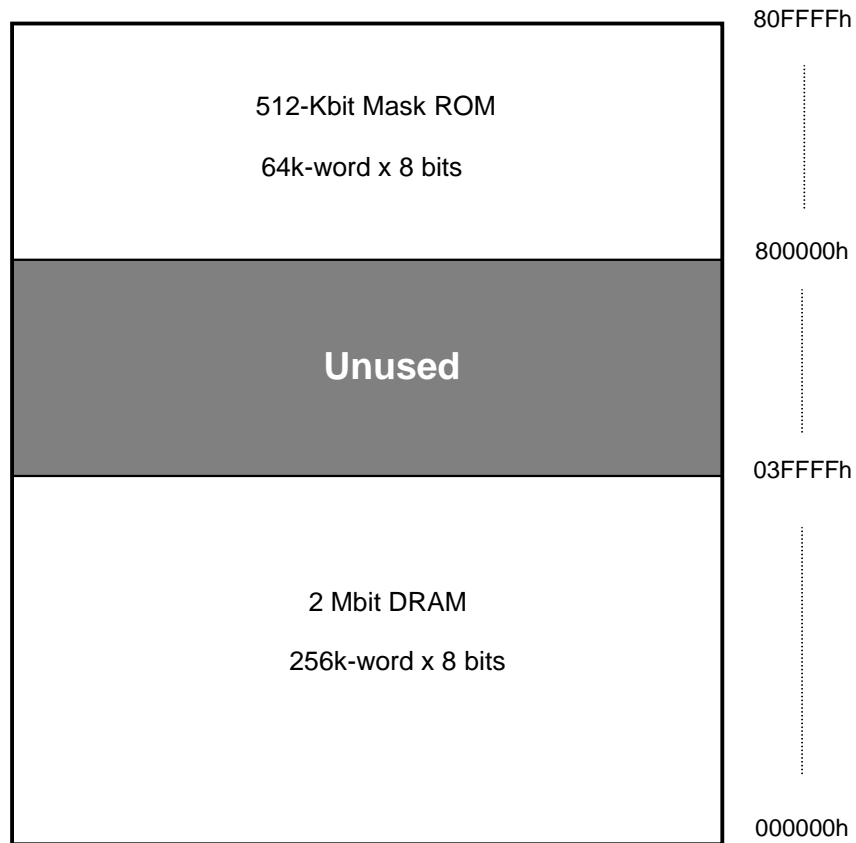 80FFFFh
512-Kbit Mask ROM
64k-word x 8 bits
800000h
Unused
03FFFFh
2 Mbit DRAM
256k-word x 8 bits
000000h